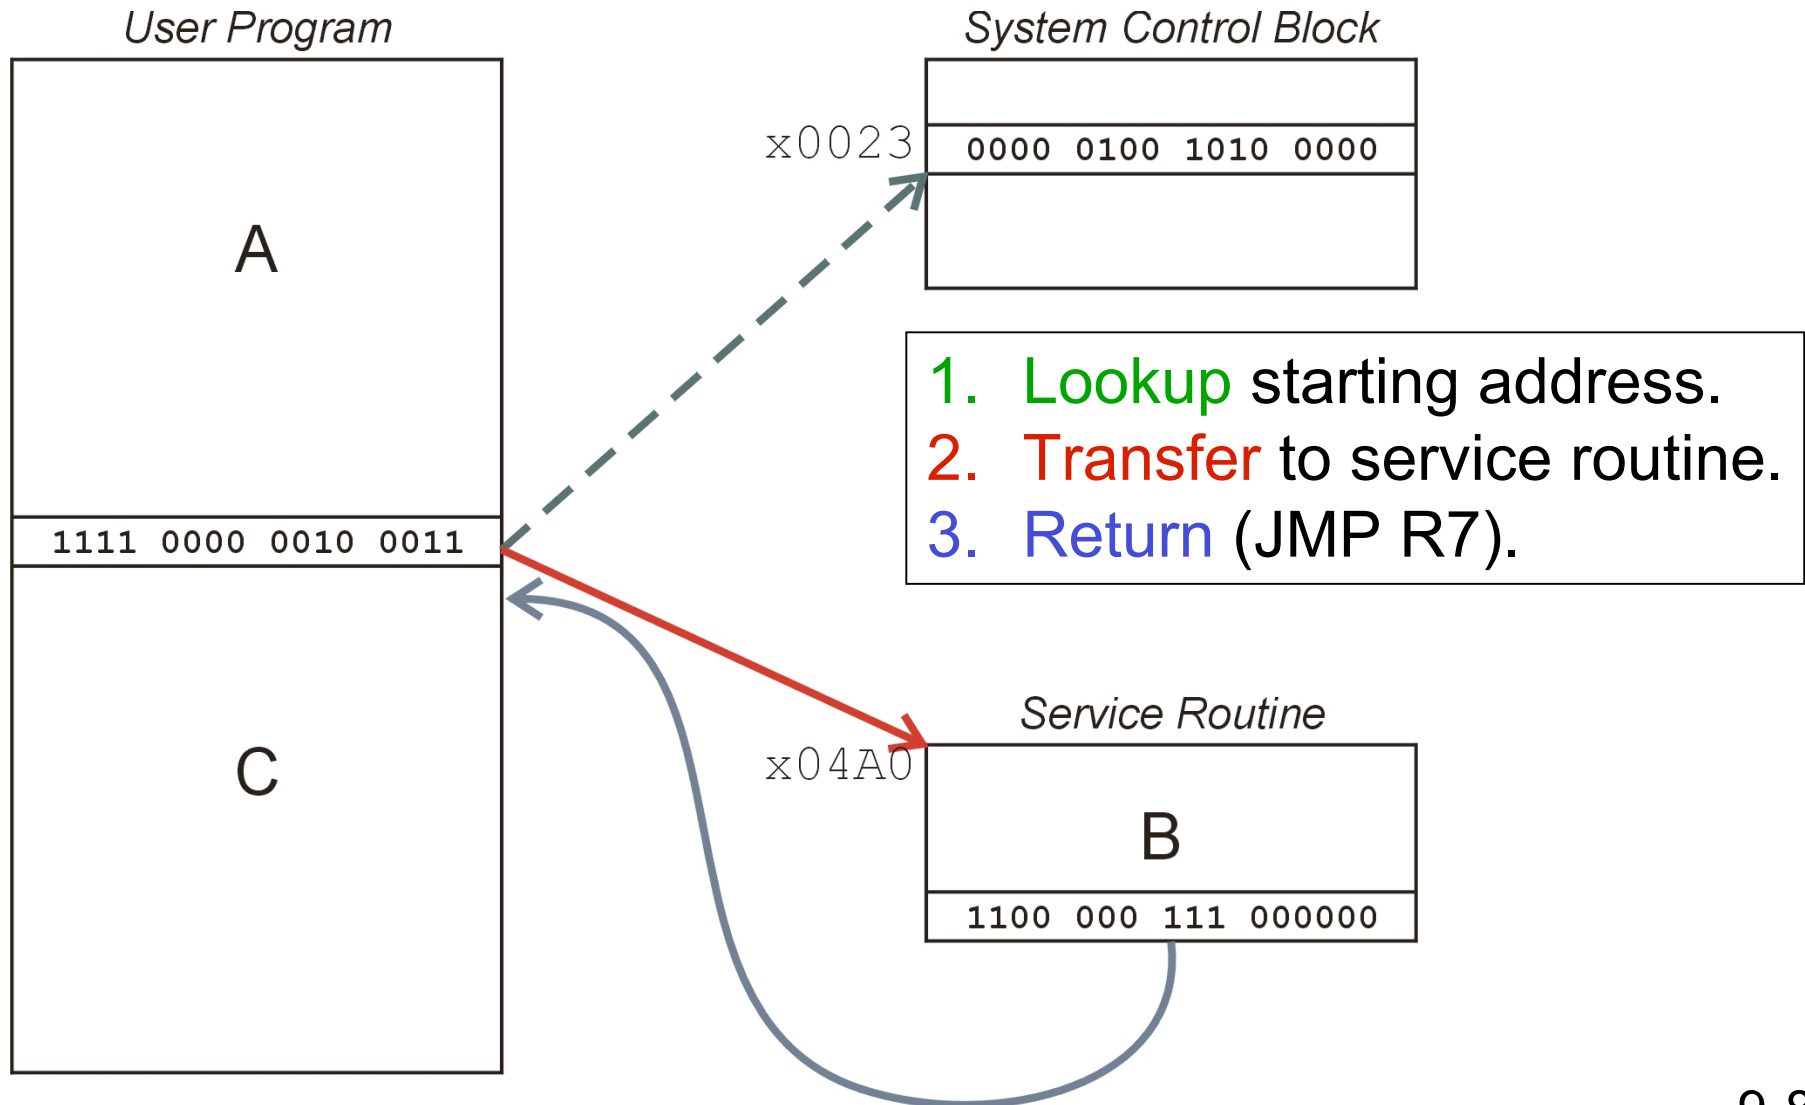 User Program
System Control Block
x0023
0000 0100 1010 0000
A
1. Lookup starting address.
2. Transfer to service routine.
3. Return (JMP R7).
1111 0000 0010 0011
Service Routine
x04A0
C
B
1100 000 111 000000